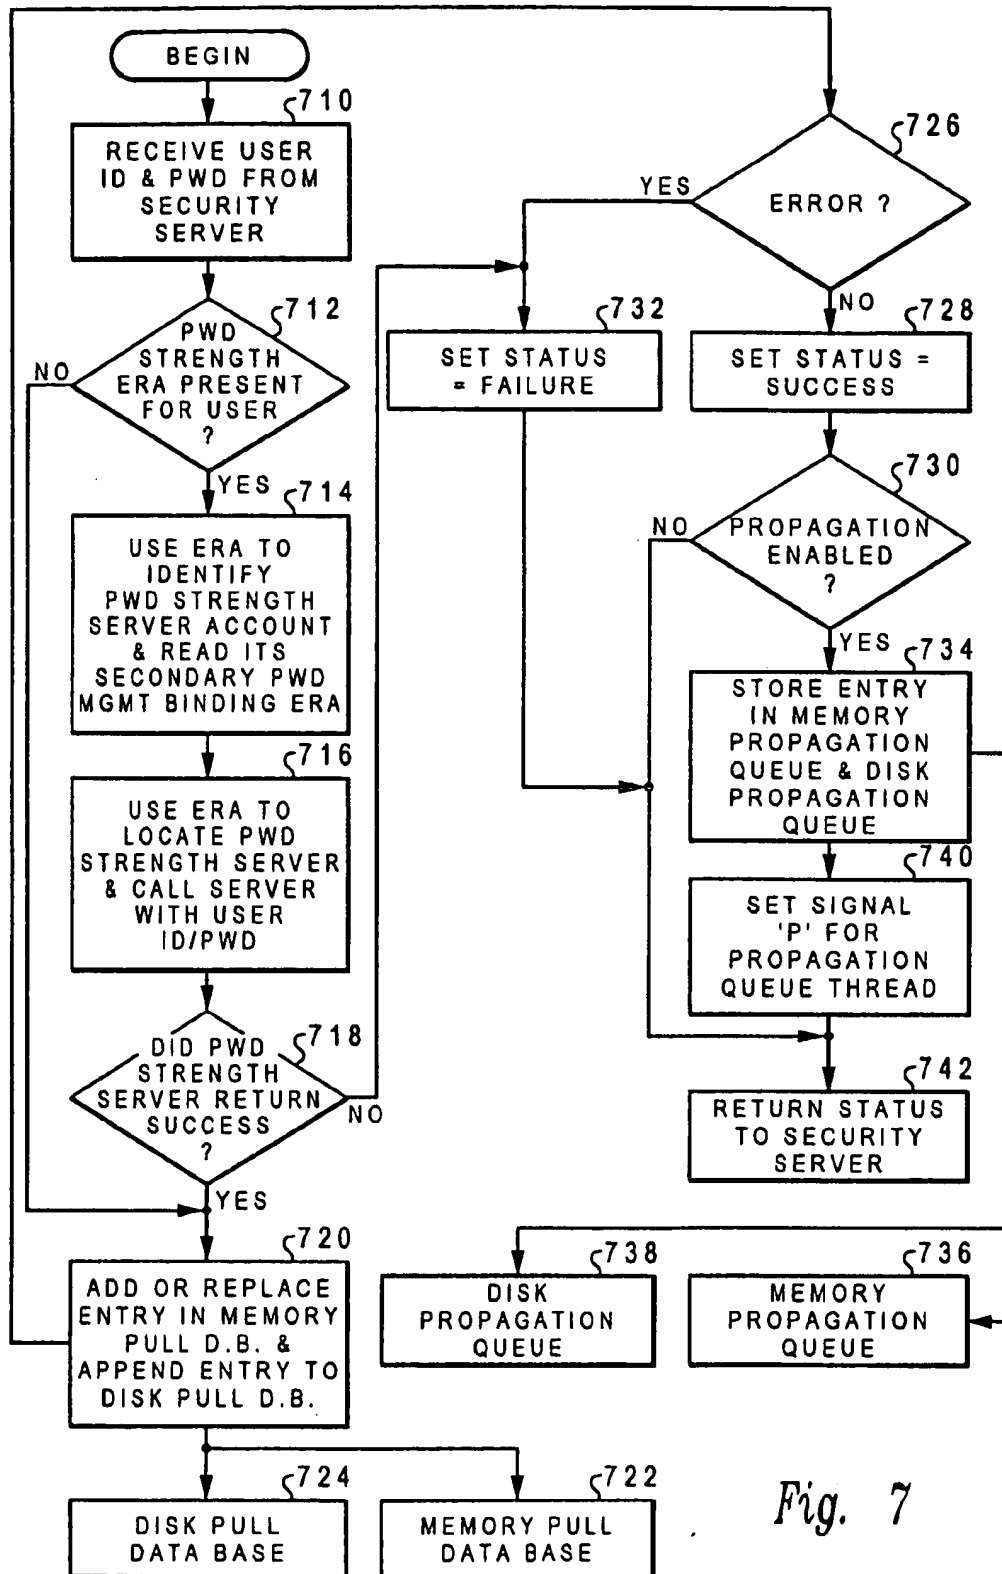 BEGIN
710
RECEIVE USER
ID & PWD FROM
SECURITY
SERVER
712
PWD
STRENGTH
ERA PRESENT
FOR USER
?
NO
YES
714
USE ERA TO
IDENTIFY
PWD STRENGTH
SERVER ACCOUNT
& READ ITS
SECONDARY PWD
MGMT BINDING ERA
716
USE ERA TO
LOCATE PWD
STRENGTH SERVER
& CALL SERVER
WITH USER
ID/PWD
718
DID PWD
STRENGTH
SERVER RETURN
SUCCESS
?
NO
YES
720
ADD OR REPLACE
ENTRY IN MEMORY
PULL D.B. &
APPEND ENTRY TO
DISK PULL D.B.
724
DISK PULL
DATA BASE
722
MEMORY PULL
DATA BASE
726
ERROR ?
YES
NO
732
SET STATUS
= FAILURE
728
SET STATUS =
SUCCESS
730
PROPAGATION
ENABLED
?
NO
YES
734
STORE ENTRY
IN MEMORY
PROPAGATION
QUEUE & DISK
PROPAGATION
QUEUE
740
SET SIGNAL
'P' FOR
PROPAGATION
QUEUE THREAD
742
RETURN STATUS
TO SECURITY
SERVER
738
DISK
PROPAGATION
QUEUE
736
MEMORY
PROPAGATION
QUEUE
Fig. 7